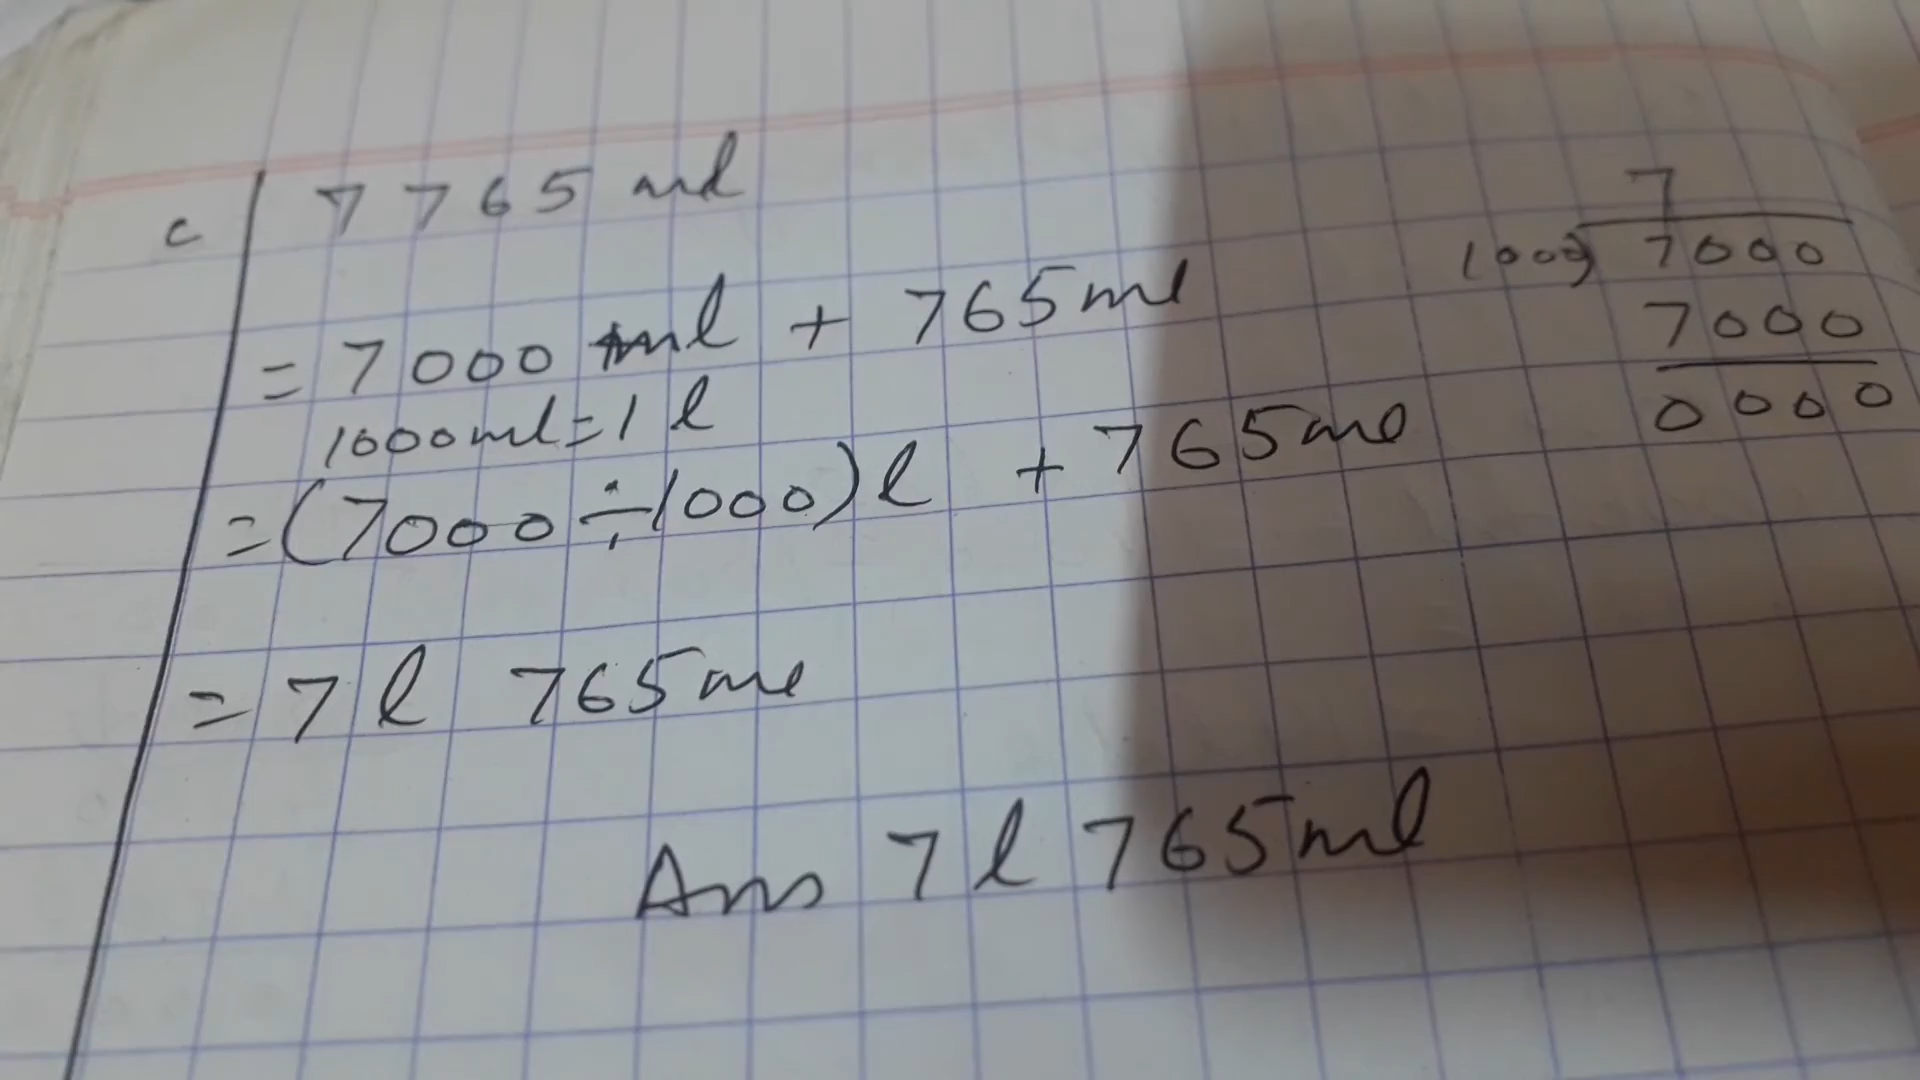 c 7765 ml
= 7000 ml + 765 ml
1000 ml = 1 l
= (7000 ÷ 1000) l + 765 ml
= 7 l 765 ml
Ans 7 l 765 ml
7
1000) 7000
7000
0000